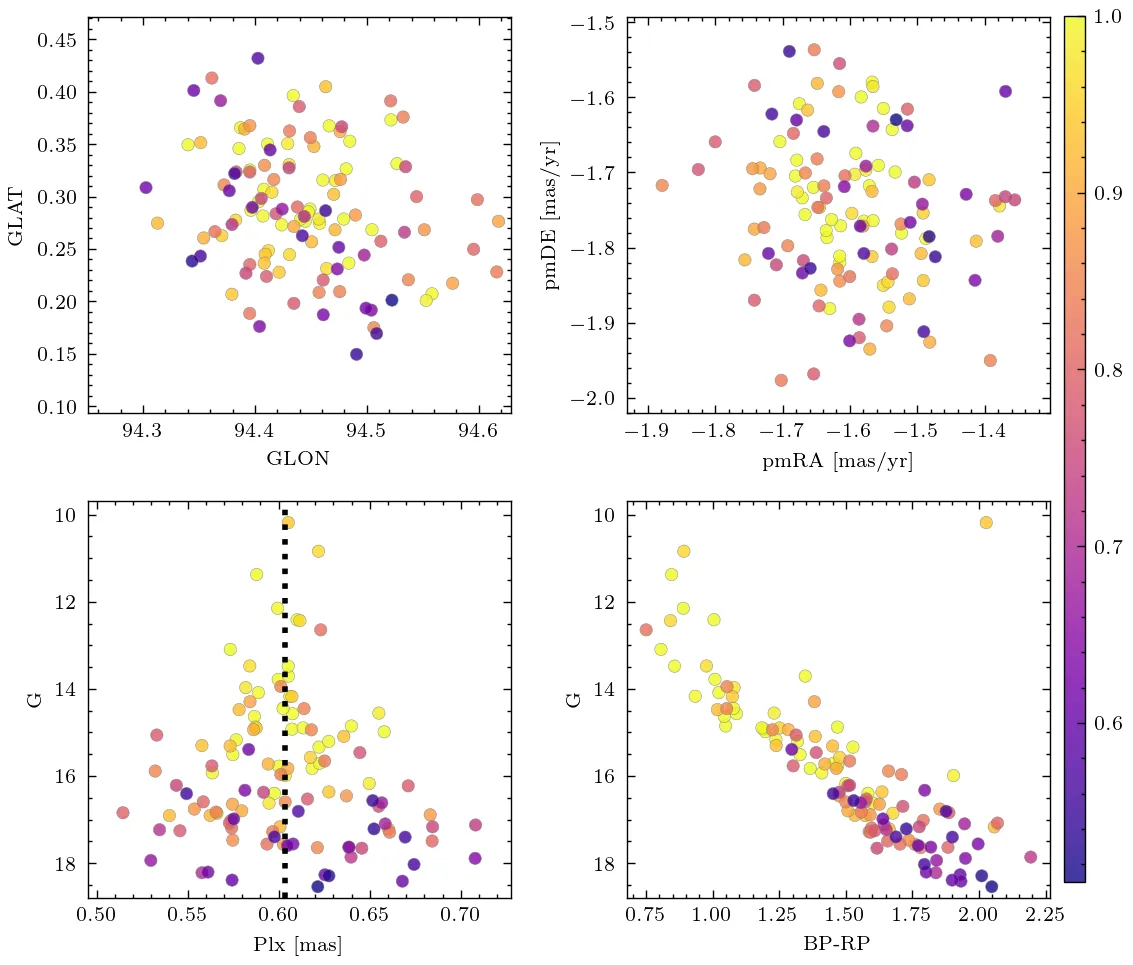 0.45
0.40
0.35
0.30
0.25
0.20
0.15
0.10
GLAT
94.3 94.4 94.5 94.6
GLON
−1.5
−1.6
−1.7
−1.8
−1.9
−2.0
pmDE [mas/yr]
−1.9 −1.8 −1.7 −1.6 −1.5 −1.4
pmRA [mas/yr]
1.0
0.9
0.8
0.7
0.6
10
12
14
16
18
G
0.50 0.55 0.60 0.65 0.70
Plx [mas]
10
12
14
16
18
G
0.75 1.00 1.25 1.50 1.75 2.00 2.25
BP-RP